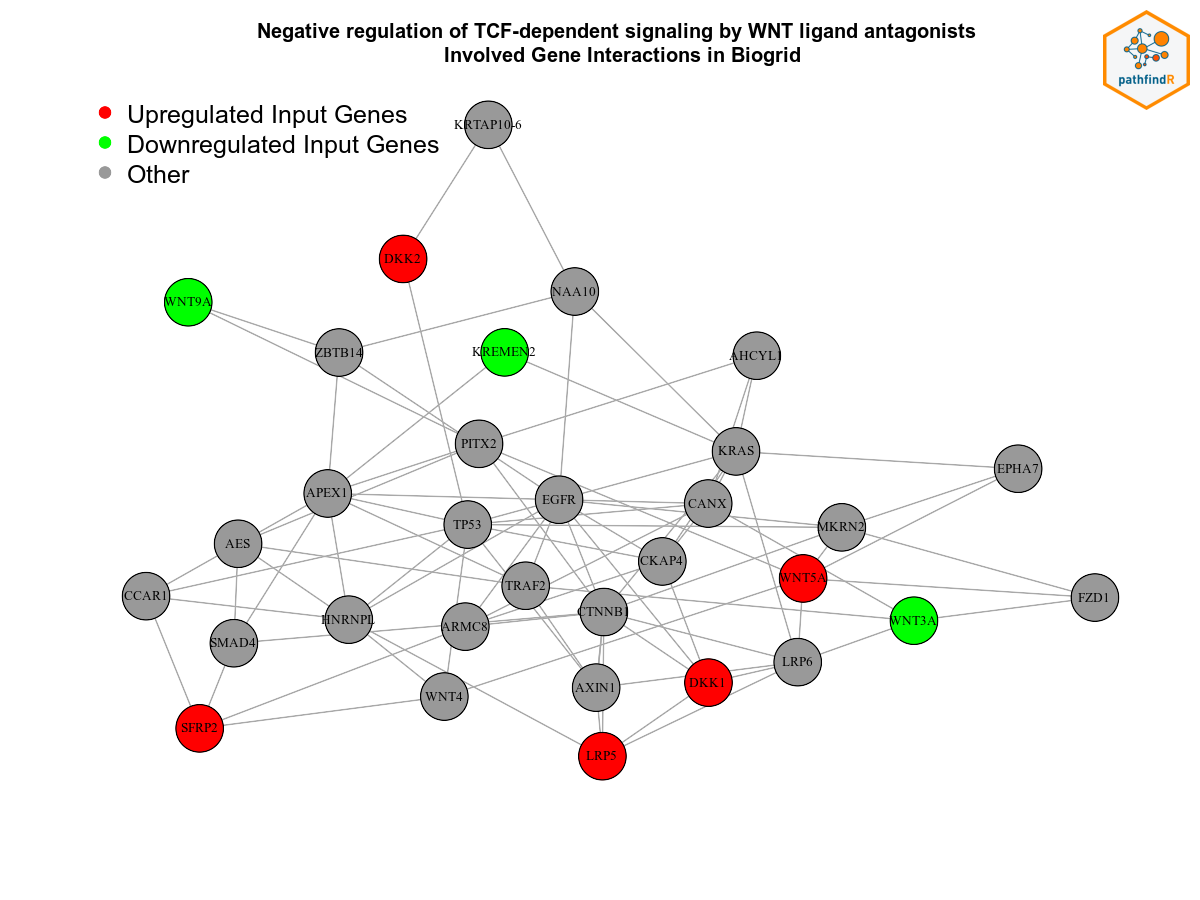 Negative regulation of TCF-dependent signaling by WNT ligand antagonists
Involved Gene Interactions in Biogrid
pathfindR
Upregulated Input Genes
Downregulated Input Genes
Other
KRTAP10-6
DKK2
NAA10
WNT9A
ZBTB14
KREMEN2
AHCYL1
PITX2
KRAS
EPHA7
APEX1
EGFR
CANX
TP53
MKRN2
AES
CKAP4
WNT5A
TRAF2
CCAR1
FZD1
HNRNPL
CTNNB1
WNT3A
ARMC8
SMAD4
LRP6
DKK1
AXIN1
WNT4
SFRP2
LRP5